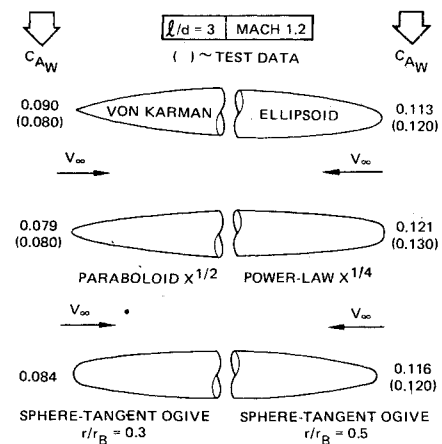 ℓ/d = 3 MACH 1.2
( ) ~ TEST DATA
C_AW C_AW
0.090 VON KARMAN ELLIPSOID 0.113
(0.080) (0.120)
V∞ V∞
0.079 0.121
(0.080) (0.130)
PARABOLOID X^1/2 POWER-LAW X^1/4
V∞ V∞
0.084 0.116
(0.120)
SPHERE-TANGENT OGIVE SPHERE-TANGENT OGIVE
r/r_B = 0.3 r/r_B = 0.5